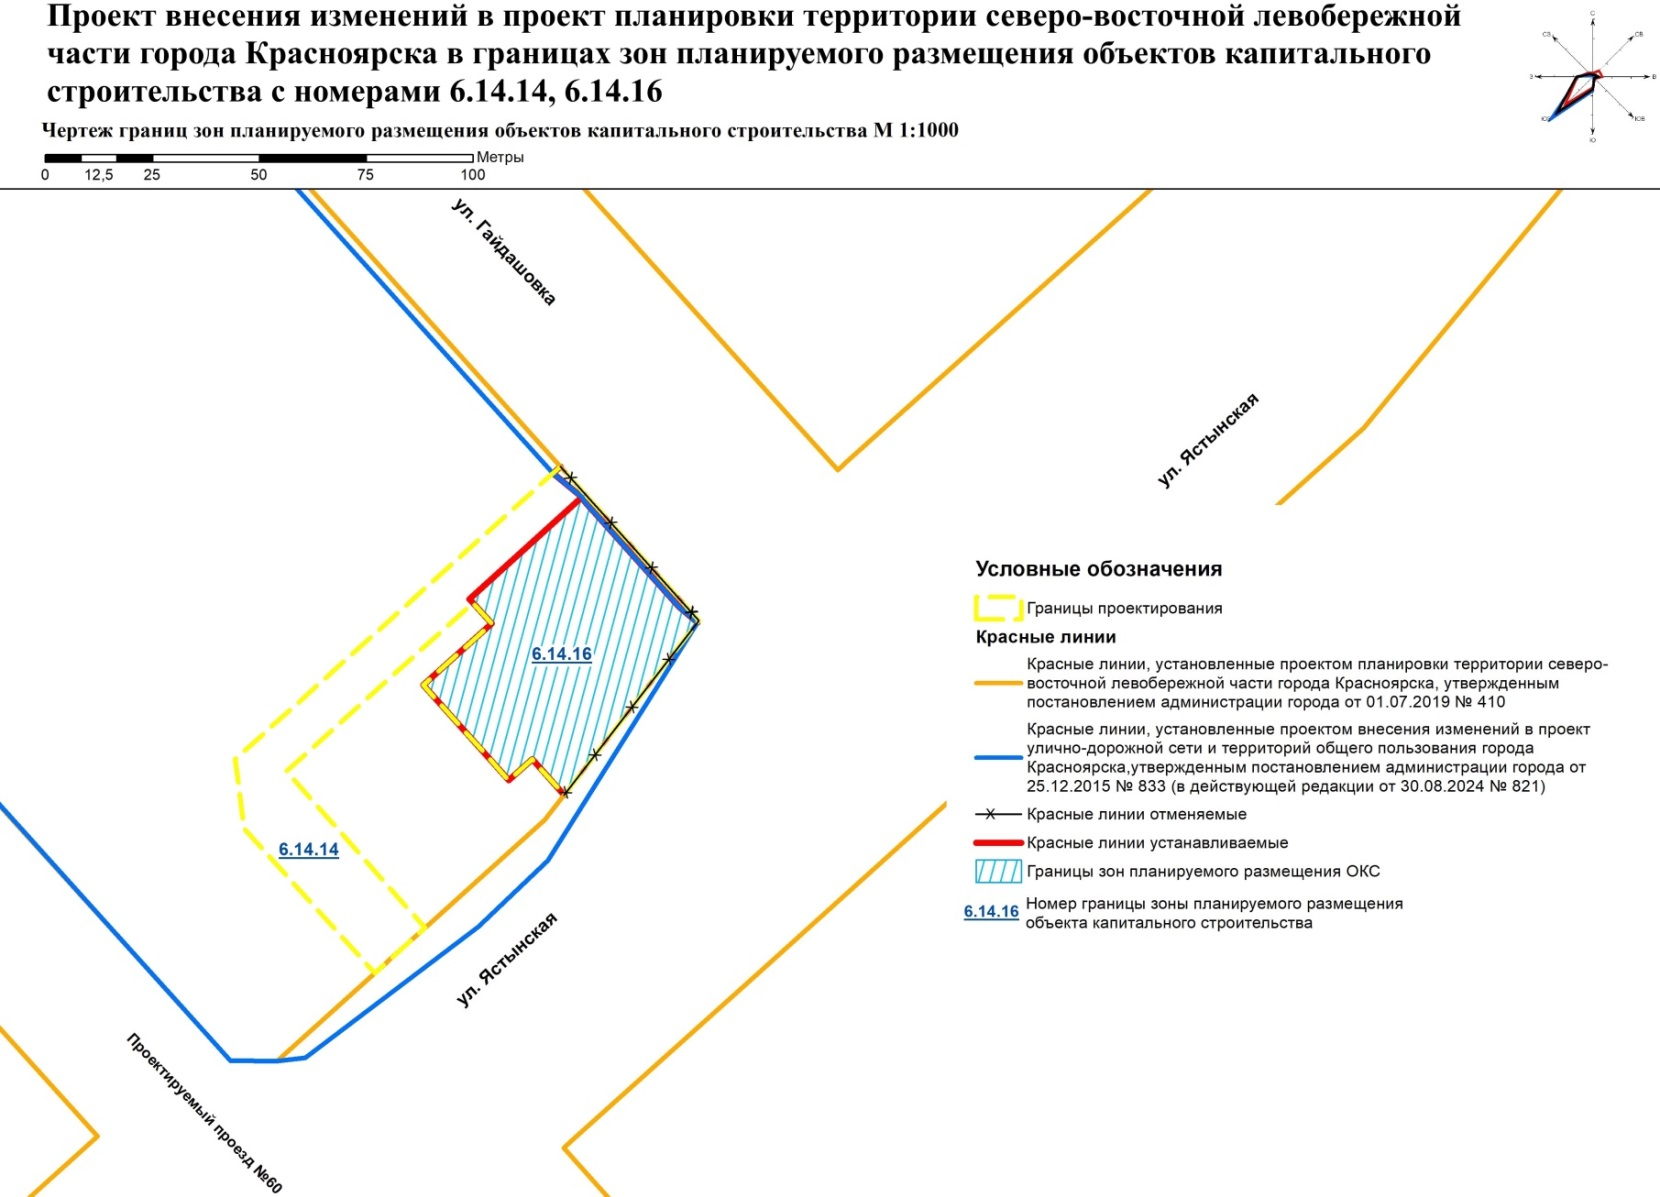 Проект внесения изменений в проект планировки территории северо-восточной левобережной
части города Красноярска в границах зон планируемого размещения объектов капитального
строительства с номерами 6.14.14, 6.14.16
Чертеж границ зон планируемого размещения объектов капитального строительства М 1:1000
Метры
0 12,5 25 50 75 100
С
СЗ
СВ
З
В
ЮЗ
ЮВ
Ю
ул. Гайдашовка
ул. Ястынская
6.14.16
6.14.14
ул. Ястынская
Проектируемый проезд №60
Условные обозначения
Границы проектирования
Красные линии
Красные линии, установленные проектом планировки территории северо-
восточной левобережной части города Красноярска, утвержденным
постановлением администрации города от 01.07.2019 № 410
Красные линии, установленные проектом внесения изменений в проект
улично-дорожной сети и территорий общего пользования города
Красноярска,утвержденным постановлением администрации города от
25.12.2015 № 833 (в действующей редакции от 30.08.2024 № 821)
Красные линии отменяемые
Красные линии устанавливаемые
Границы зон планируемого размещения ОКС
6.14.16 Номер границы зоны планируемого размещения
объекта капитального строительства